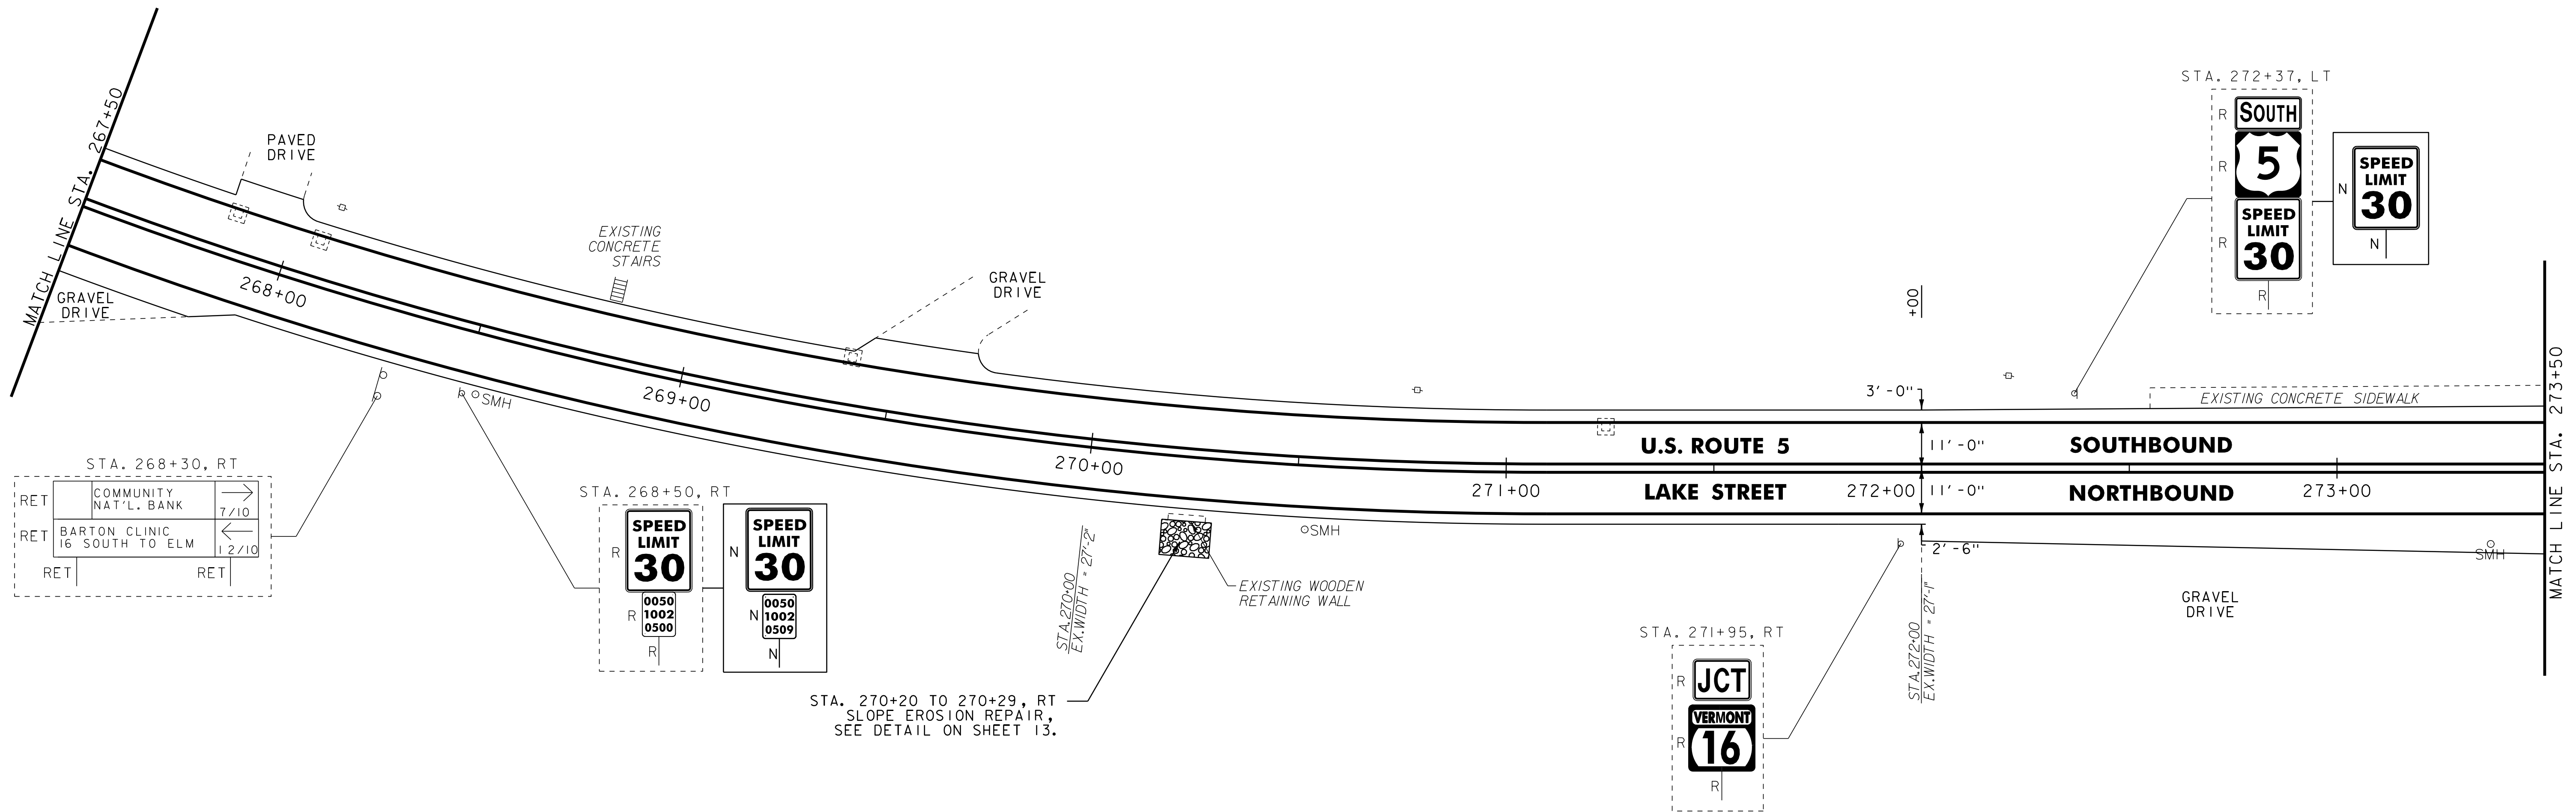 MATCH LINE STA. 267+50
PAVED
DRIVE
GRAVEL
DRIVE
268+00
EXISTING
CONCRETE
STAIRS
269+00
GRAVEL
DRIVE
270+00
271+00
U.S. ROUTE 5
LAKE STREET
272+00
+00
3'-0"
11'-0"
11'-0"
2'-6"
SOUTHBOUND
NORTHBOUND
273+00
EXISTING CONCRETE SIDEWALK
MATCH LINE STA. 273+50
STA. 272+37, LT
R SOUTH
R 5
R SPEED
LIMIT
30
R
N SPEED
LIMIT
30
N
SMH
STA. 268+30, RT
RET COMMUNITY
NAT'L. BANK
7/10
RET BARTON CLINIC
16 SOUTH TO ELM
1 2/10
RET RET
STA. 268+50, RT
R SPEED
LIMIT
30
R 0050
1002
0500
R
N SPEED
LIMIT
30
N 0050
1002
0509
N
STA. 270+00
EX. WIDTH = 27'-2"
SMH
EXISTING WOODEN
RETAINING WALL
STA. 270+20 TO 270+29, RT
SLOPE EROSION REPAIR,
SEE DETAIL ON SHEET 13.
STA. 271+95, RT
R JCT
R VERMONT
16
R
STA. 272+00
EX. WIDTH = 27'-1"
GRAVEL
DRIVE
SMH